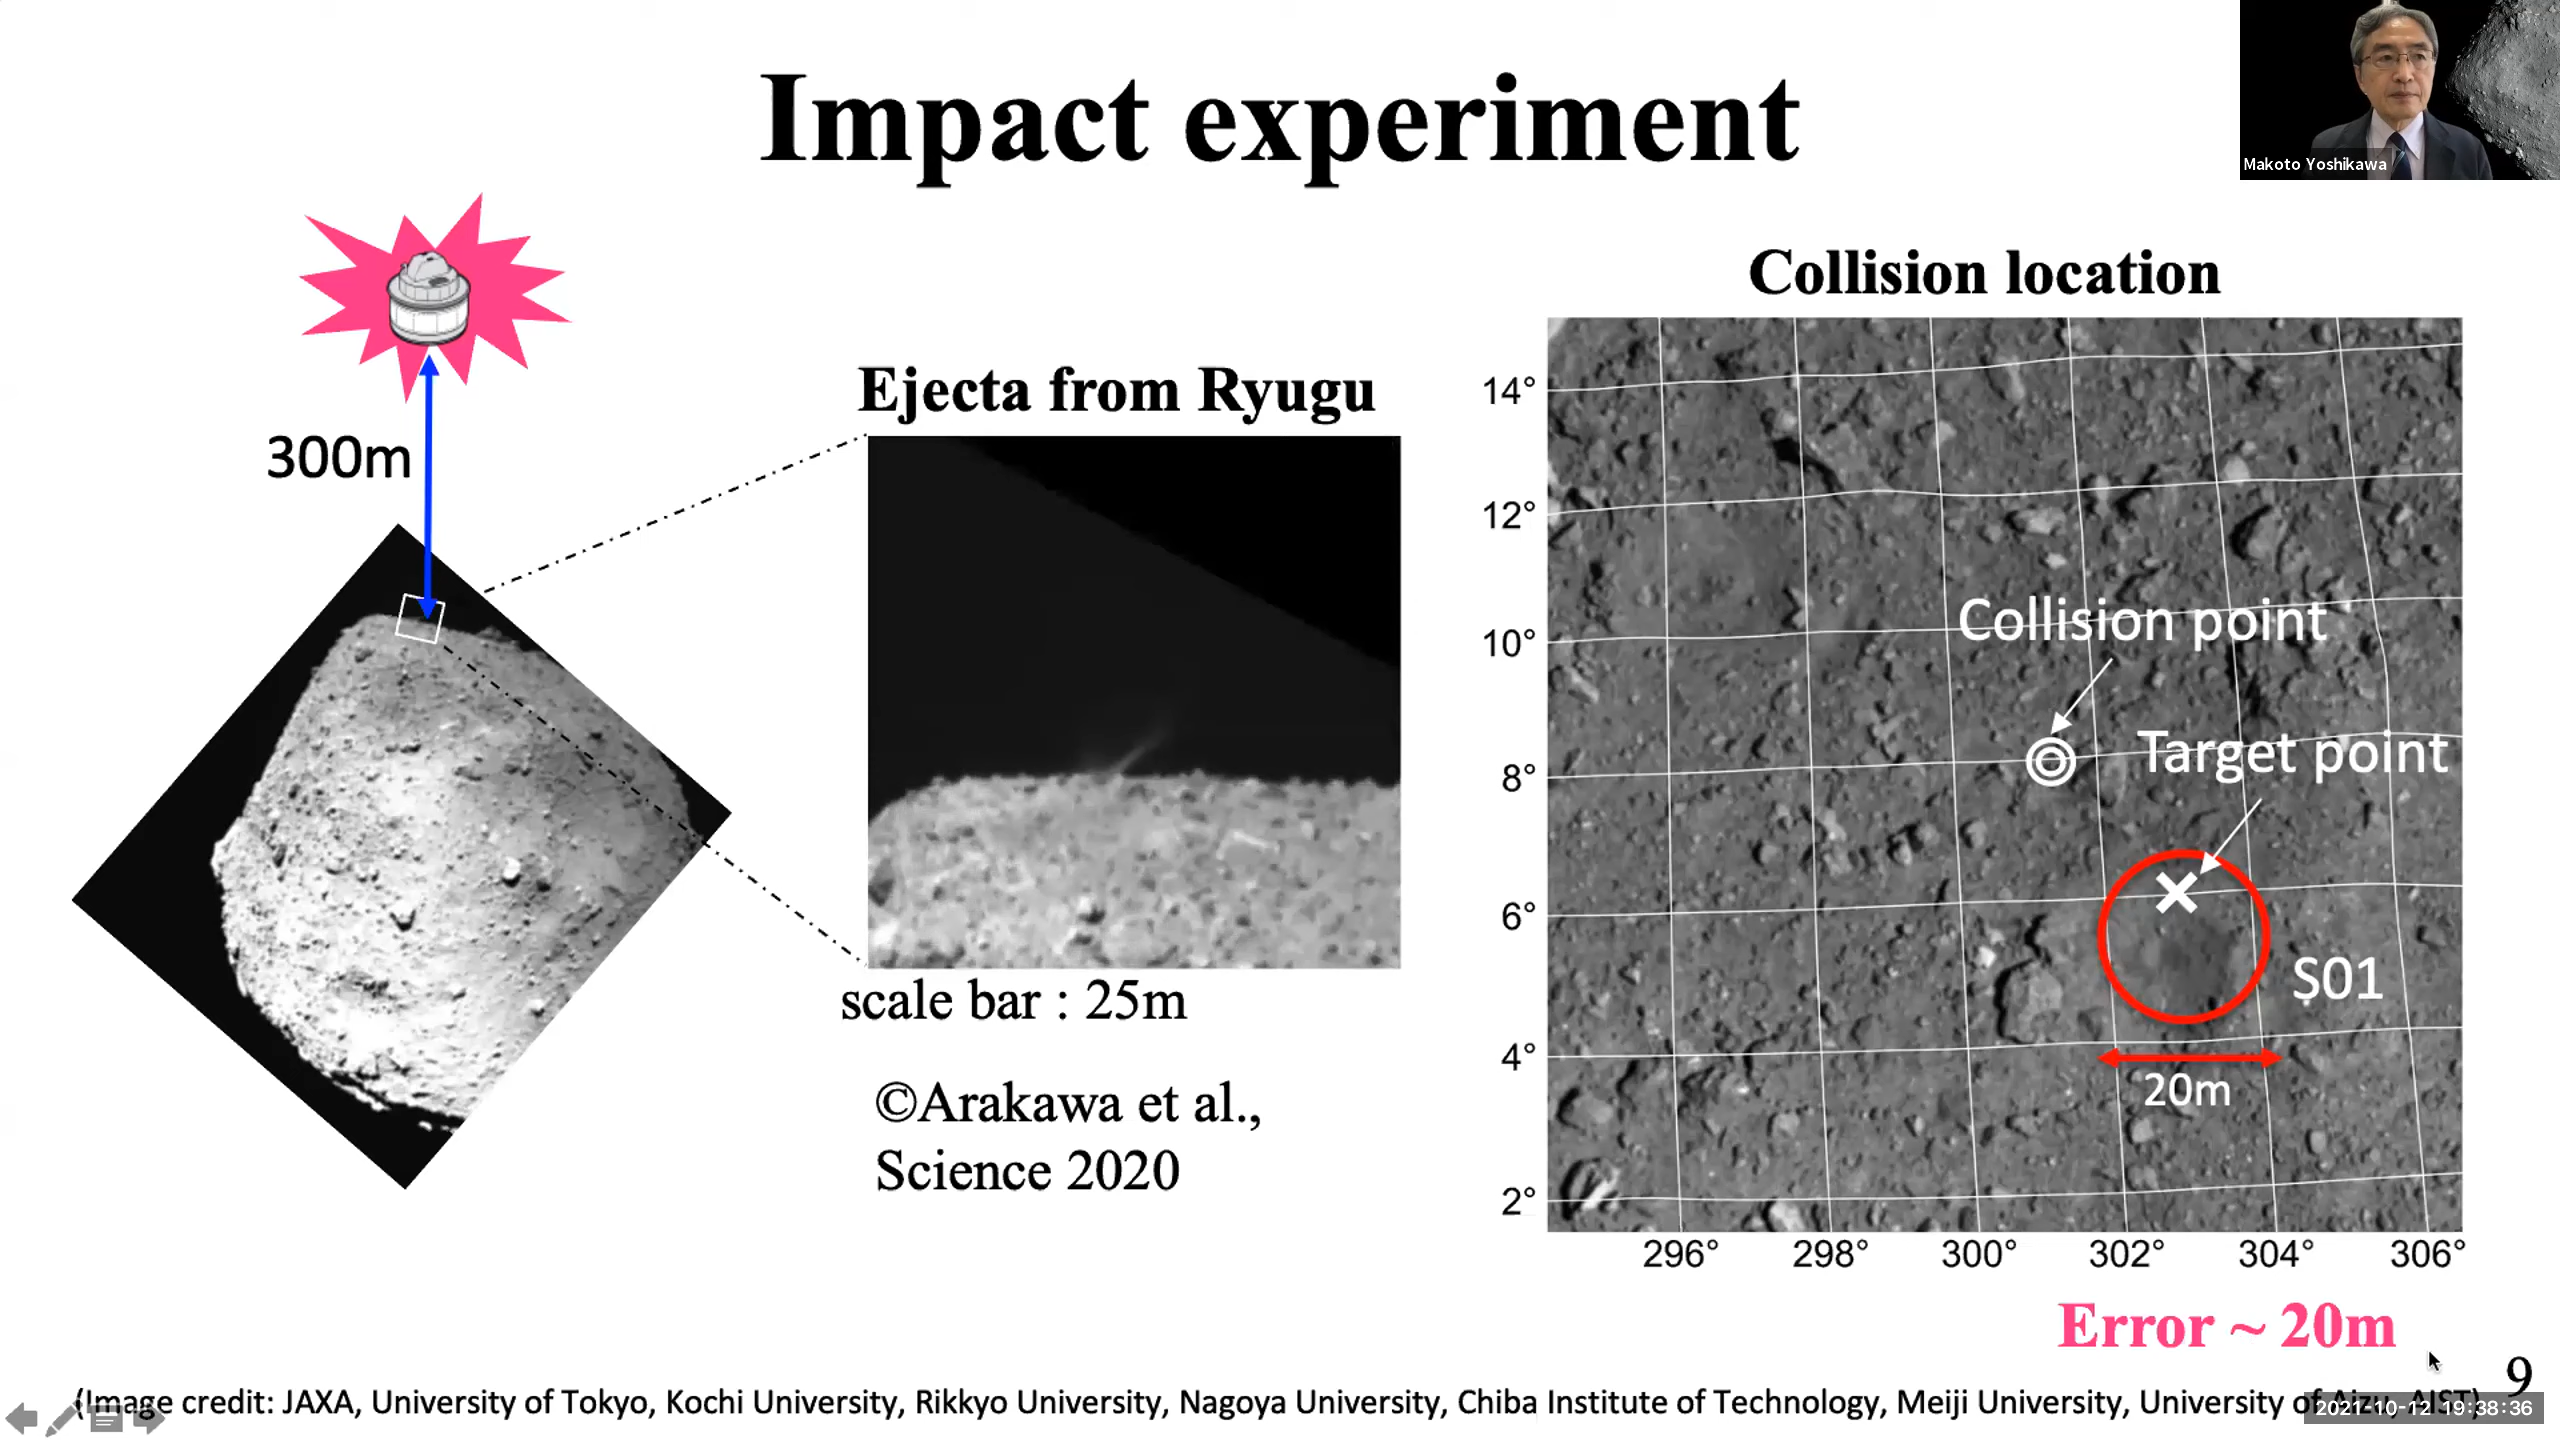 Impact experiment
Makoto Yoshikawa
300m
Ejecta from Ryugu
scale bar : 25m
©Arakawa et al.,
Science 2020
Collision location
14°
12°
10°
8°
6°
4°
2°
Collision point
Target point
S01
20m
296° 298° 300° 302° 304° 306°
Error ~ 20m
9
(Image credit: JAXA, University of Tokyo, Kochi University, Rikkyo University, Nagoya University, Chiba Institute of Technology, Meiji University, University of Aizu, AIST)
2021-10-12 19:38:36